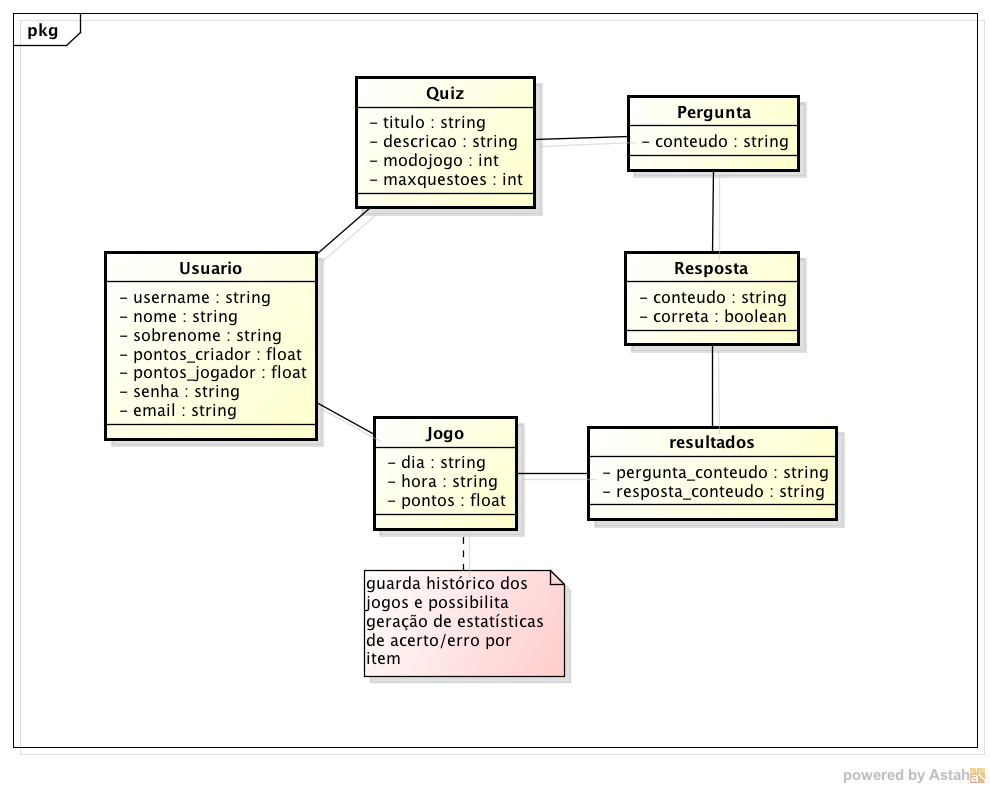 pkg
Quiz
- titulo : string
- descricao : string
- modojogo : int
- maxquestoes : int
Pergunta
- conteudo : string
Usuario
- username : string
- nome : string
- sobrenome : string
- pontos_criador : float
- pontos_jogador : float
- senha : string
- email : string
Resposta
- conteudo : string
- correta : boolean
Jogo
- dia : string
- hora : string
- pontos : float
resultados
- pergunta_conteudo : string
- resposta_conteudo : string
guarda histórico dos
jogos e possibilita
geração de estatísticas
de acerto/erro por
item
powered by Astah